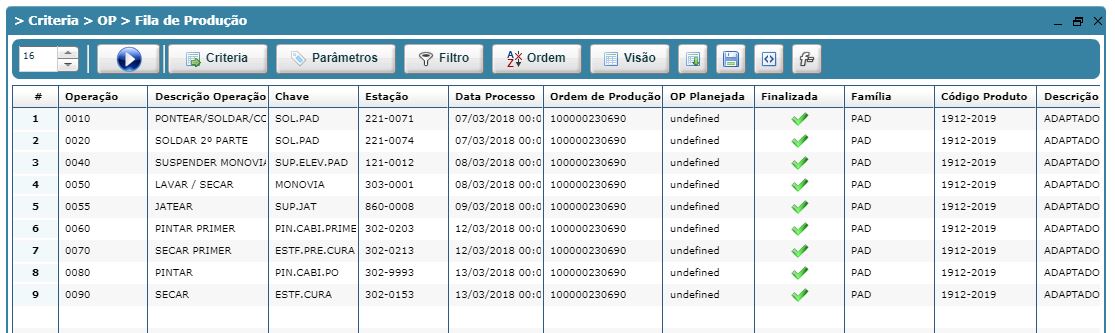 > Criteria > OP > Fila de Produção
16 Criteria Parâmetros Filtro Ordem Visão
# Operação Descrição Operação Chave Estação Data Processo Ordem de Produção OP Planejada Finalizada Família Código Produto Descrição
1 0010 PONTEAR/SOLDAR/CO SOL.PAD 221-0071 07/03/2018 00:0 100000230690 undefined PAD 1912-2019 ADAPTADO
2 0020 SOLDAR 2º PARTE SOL.PAD 221-0074 07/03/2018 00:0 100000230690 undefined PAD 1912-2019 ADAPTADO
3 0040 SUSPENDER MONOVIA SUP.ELEV.PAD 121-0012 08/03/2018 00:0 100000230690 undefined PAD 1912-2019 ADAPTADO
4 0050 LAVAR / SECAR MONOVIA 303-0001 08/03/2018 00:0 100000230690 undefined PAD 1912-2019 ADAPTADO
5 0055 JATEAR SUP.JAT 860-0008 09/03/2018 00:0 100000230690 undefined PAD 1912-2019 ADAPTADO
6 0060 PINTAR PRIMER PIN.CABI.PRIME 302-0203 12/03/2018 00:0 100000230690 undefined PAD 1912-2019 ADAPTADO
7 0070 SECAR PRIMER ESTF.PRE.CURA 302-0213 12/03/2018 00:0 100000230690 undefined PAD 1912-2019 ADAPTADO
8 0080 PINTAR PIN.CABI.PO 302-9993 13/03/2018 00:0 100000230690 undefined PAD 1912-2019 ADAPTADO
9 0090 SECAR ESTF.CURA 302-0153 13/03/2018 00:0 100000230690 undefined PAD 1912-2019 ADAPTADO